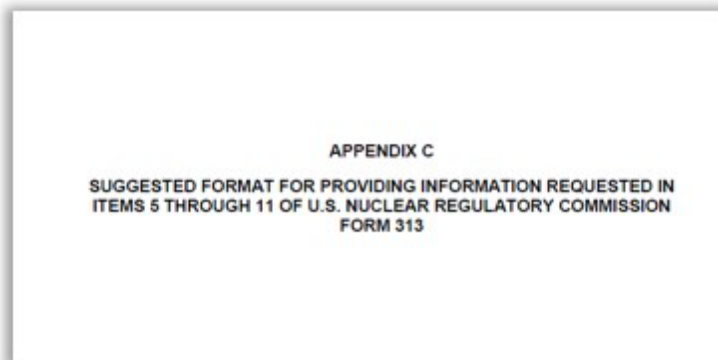 APPENDIX C
SUGGESTED FORMAT FOR PROVIDING INFORMATION REQUESTED IN
ITEMS 5 THROUGH 11 OF U.S. NUCLEAR REGULATORY COMMISSION
FORM 313